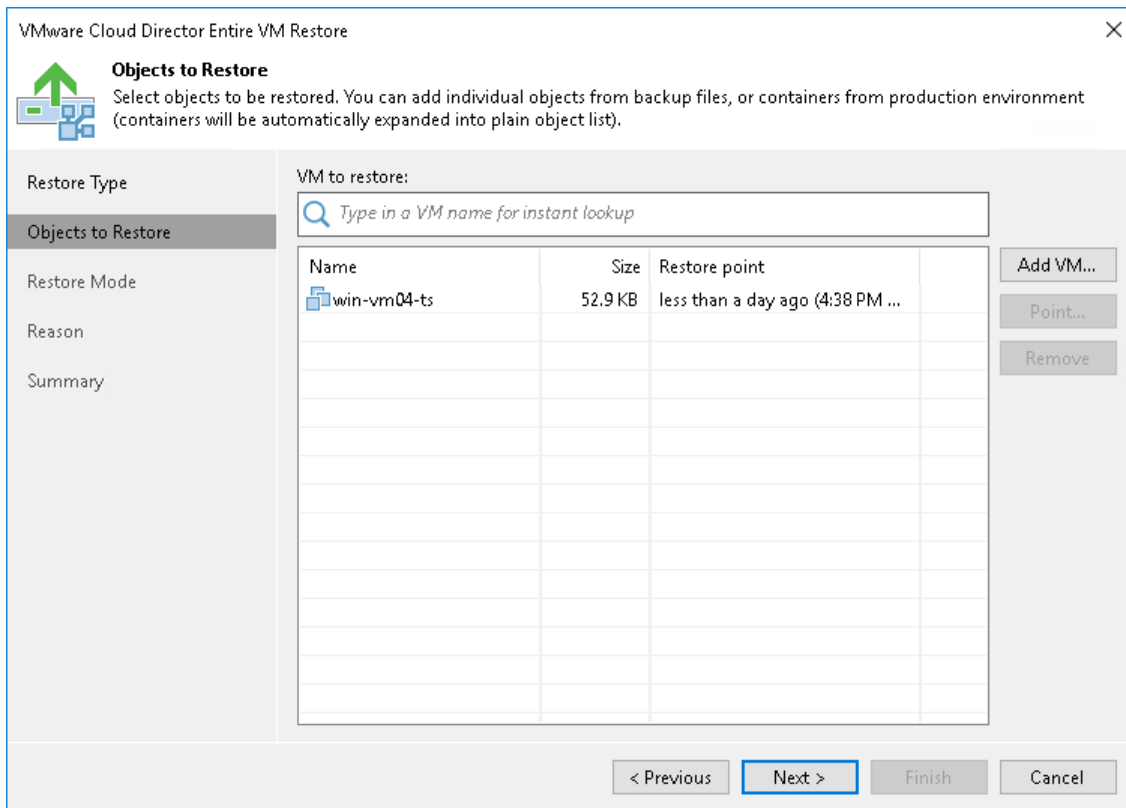 VMware Cloud Director Entire VM Restore
Objects to Restore
Select objects to be restored. You can add individual objects from backup files, or containers from production environment
(containers will be automatically expanded into plain object list).
Restore Type
Objects to Restore
Restore Mode
Reason
Summary
VM to restore:
Type in a VM name for instant lookup
Name Size Restore point
win-vm04-ts 52.9 KB less than a day ago (4:38 PM ...
Add VM...
Point...
Remove
< Previous Next > Finish Cancel